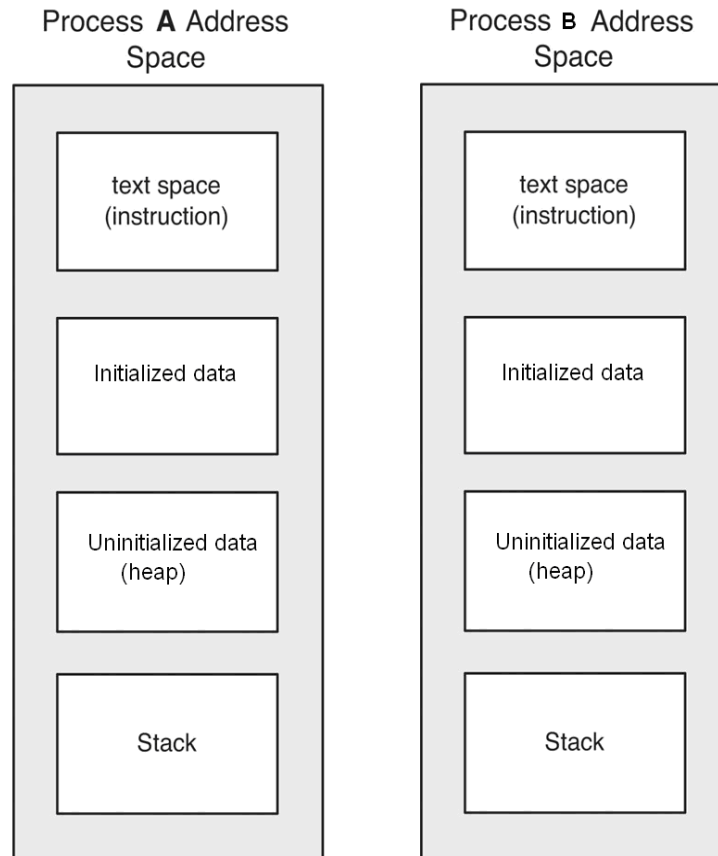 Process A Address
Space
text space
(instruction)
Initialized data
Uninitialized data
(heap)
Stack
Process B Address
Space
text space
(instruction)
Initialized data
Uninitialized data
(heap)
Stack